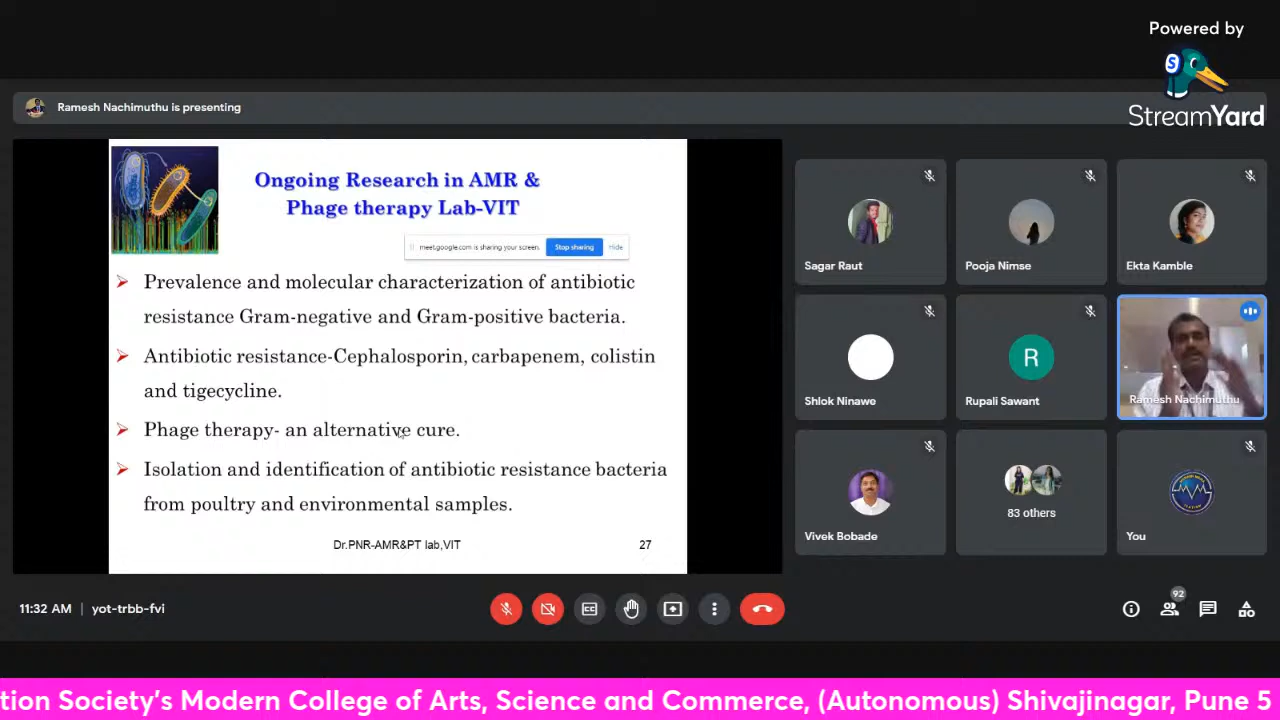 Powered by
S
StreamYard
Ramesh Nachimuthu is presenting
Ongoing Research in AMR &
Phage therapy Lab-VIT
meet.google.com is sharing your screen.
Stop sharing
Hide
Prevalence and molecular characterization of antibiotic
resistance Gram-negative and Gram-positive bacteria.
Antibiotic resistance-Cephalosporin, carbapenem, colistin
and tigecycline.
Phage therapy- an alternative cure.
Isolation and identification of antibiotic resistance bacteria
from poultry and environmental samples.
Dr.PNR-AMR&PT lab,VIT
27
Sagar Raut
Pooja Nimse
Ekta Kamble
Shlok Ninawe
R
Rupali Sawant
Ramesh Nachimuthu
Vivek Bobade
83 others
You
11:32 AM | yot-trbb-fvi
CC
92
tion Society's Modern College of Arts, Science and Commerce, (Autonomous) Shivajinagar, Pune 5